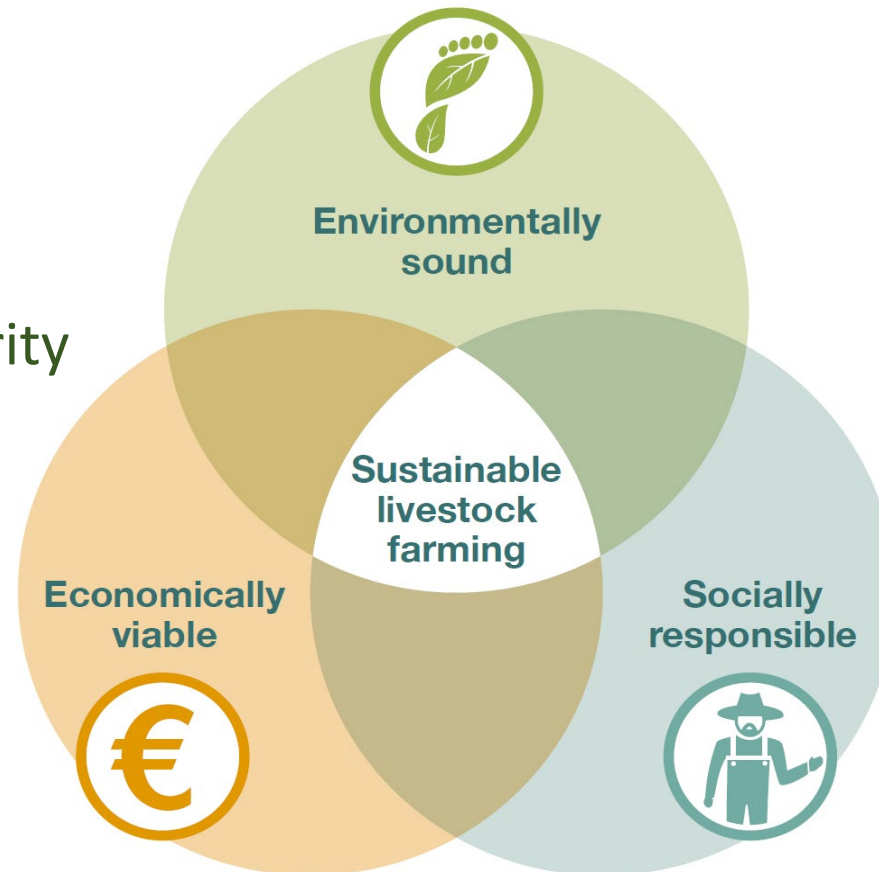 Environmentally
sound
rity
Sustainable
livestock
farming
Economically
viable
€
Socially
responsible